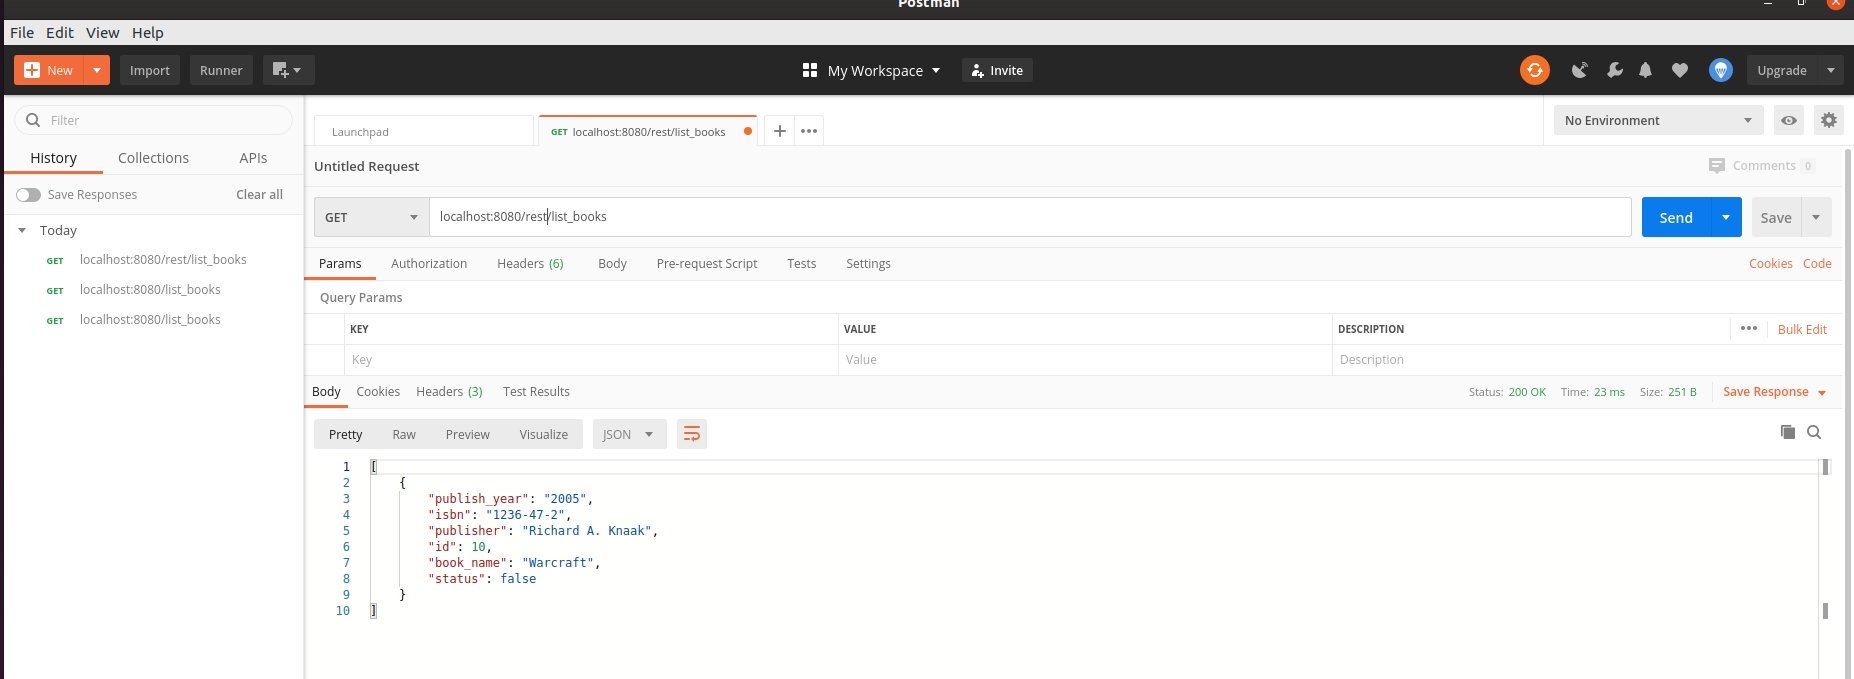 Postman
File Edit View Help
New Import Runner My Workspace Invite Upgrade
Filter
Launchpad GET localhost:8080/rest/list_books No Environment
History Collections APIs
Untitled Request Comments 0
Save Responses Clear all
GET localhost:8080/rest/list_books Send Save
Today
GET localhost:8080/rest/list_books
GET localhost:8080/list_books
GET localhost:8080/list_books
Params Authorization Headers (6) Body Pre-request Script Tests Settings Cookies Code
Query Params
KEY VALUE DESCRIPTION Bulk Edit
Key Value Description
Body Cookies Headers (3) Test Results Status: 200 OK Time: 23 ms Size: 251 B Save Response
Pretty Raw Preview Visualize JSON
1 [
2 {
3 "publish_year": "2005",
4 "isbn": "1236-47-2",
5 "publisher": "Richard A. Knaak",
6 "id": 10,
7 "book_name": "Warcraft",
8 "status": false
9 }
10 ]